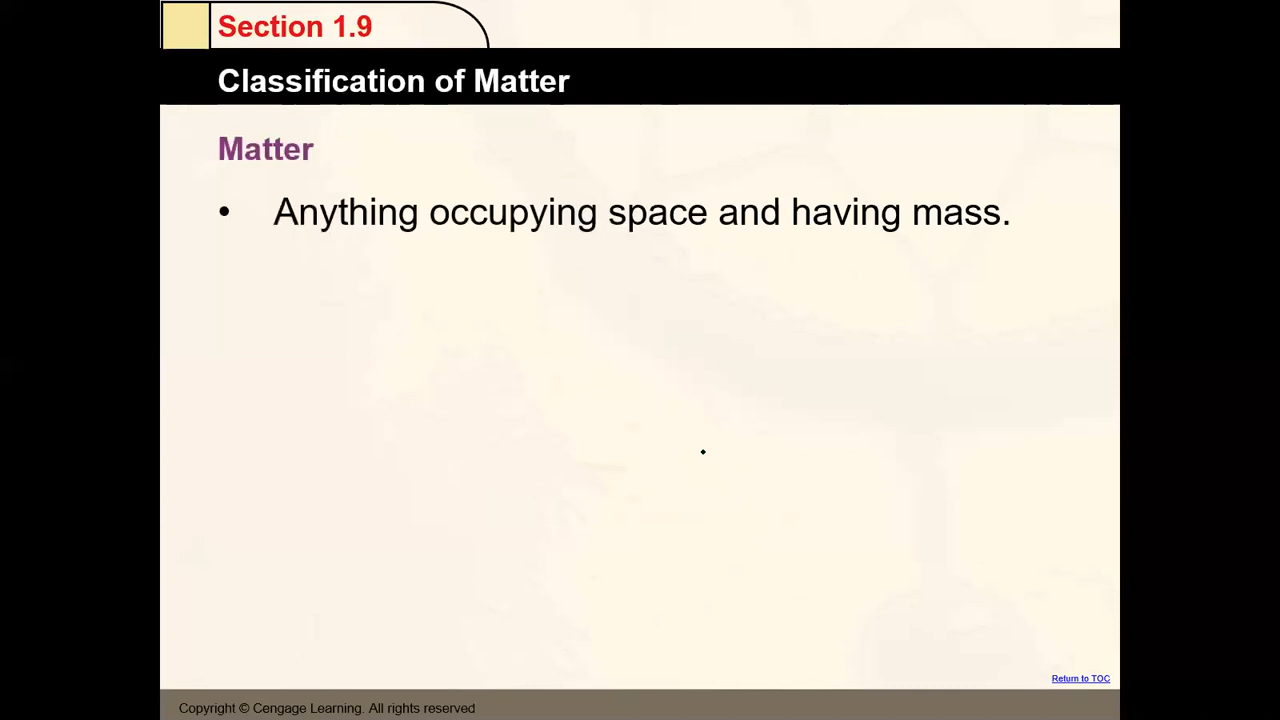 Section 1.9
Classification of Matter
Matter
• Anything occupying space and having mass.
Return to TOC
Copyright © Cengage Learning. All rights reserved